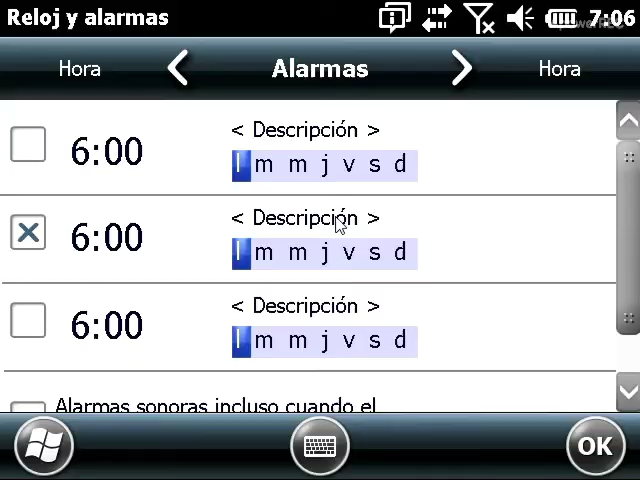 Reloj y alarmas
7:06
Hora
Alarmas
Hora
6:00
< Descripción >
l m m j v s d
6:00
< Descripción >
l m m j v s d
6:00
< Descripción >
l m m j v s d
Alarmas sonoras incluso cuando el
OK